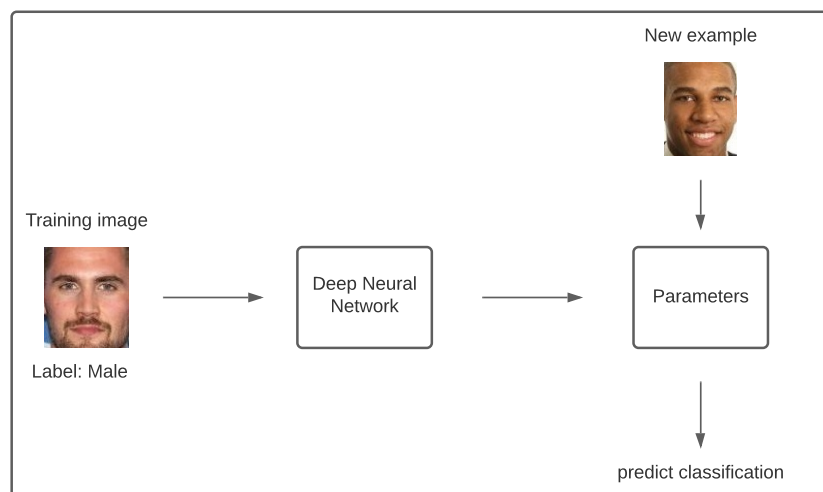 New example
Training image
Deep Neural
Network
Parameters
Label: Male
predict classification